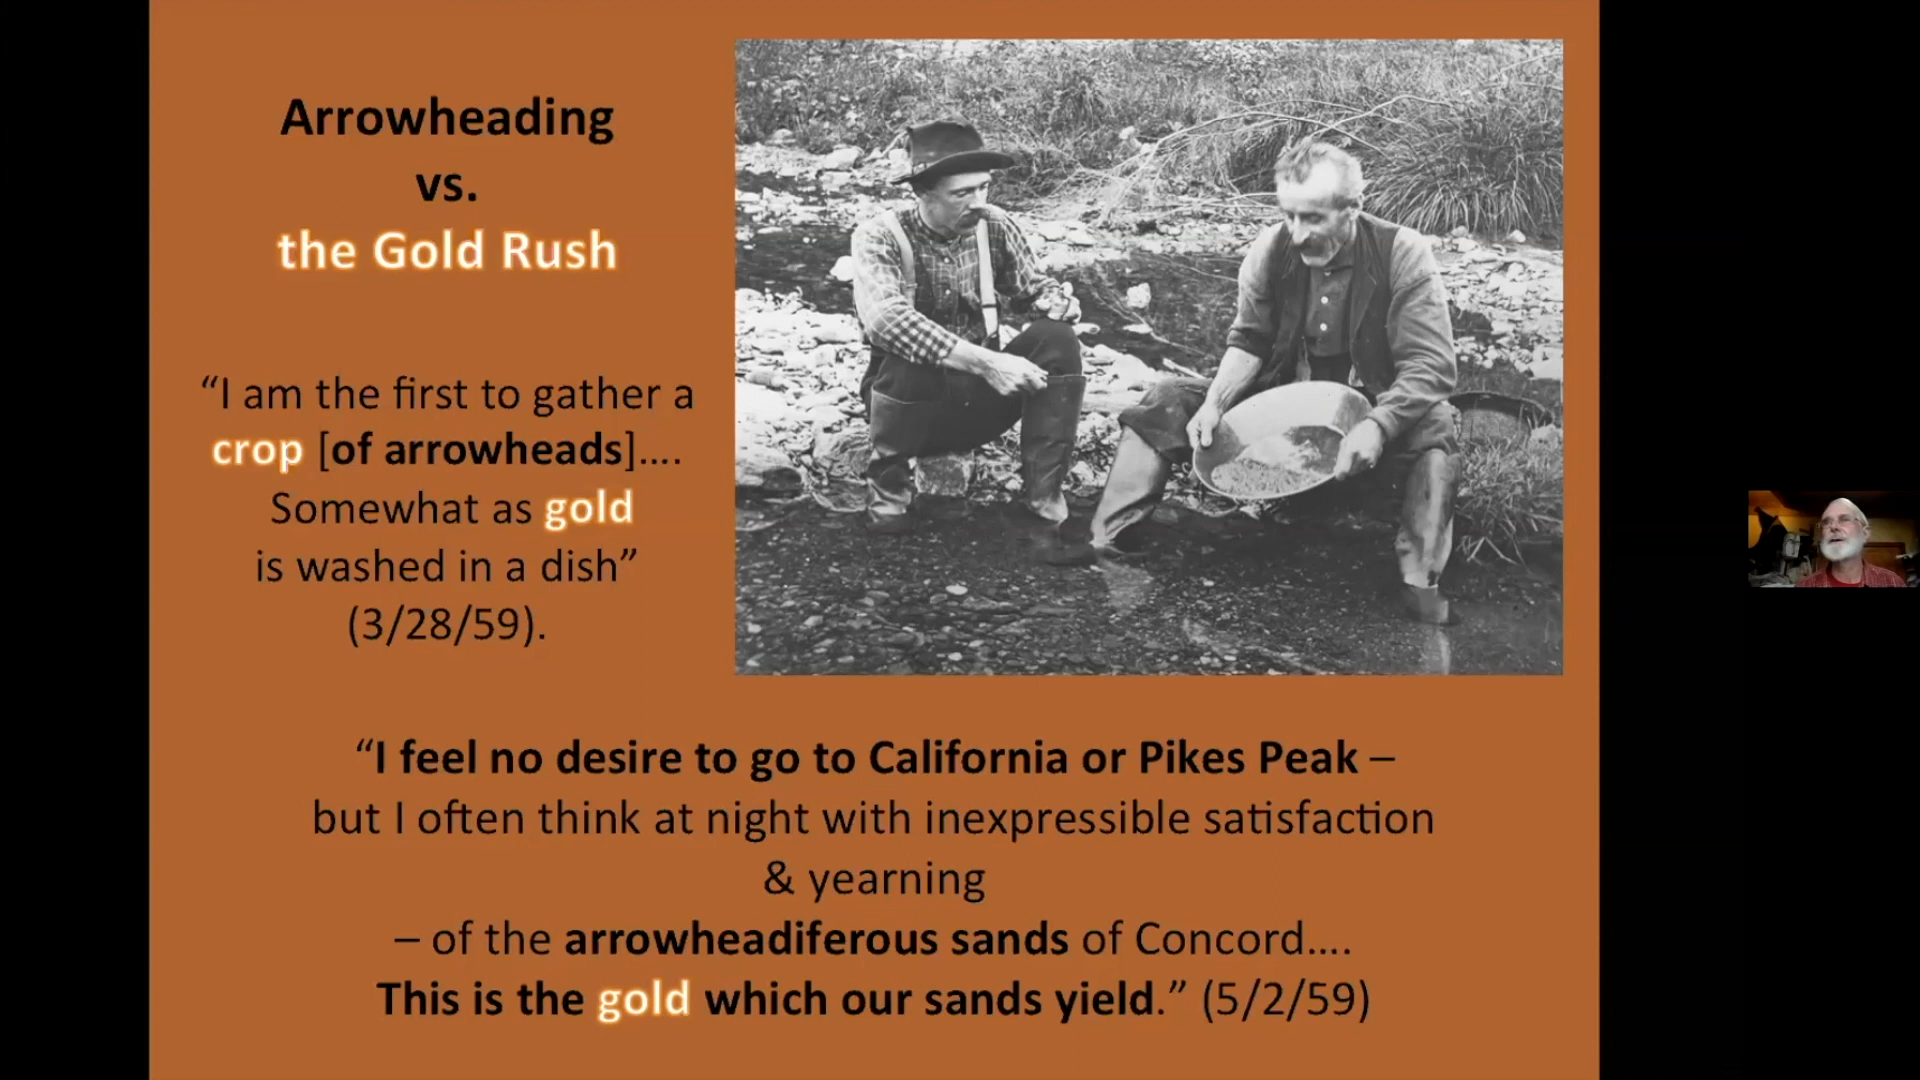 Arrowheading
vs.
the Gold Rush
“I am the first to gather a
crop [of arrowheads]....
Somewhat as gold
is washed in a dish”
(3/28/59).
“I feel no desire to go to California or Pikes Peak –
but I often think at night with inexpressible satisfaction
& yearning
– of the arrowheadiferous sands of Concord....
This is the gold which our sands yield.” (5/2/59)